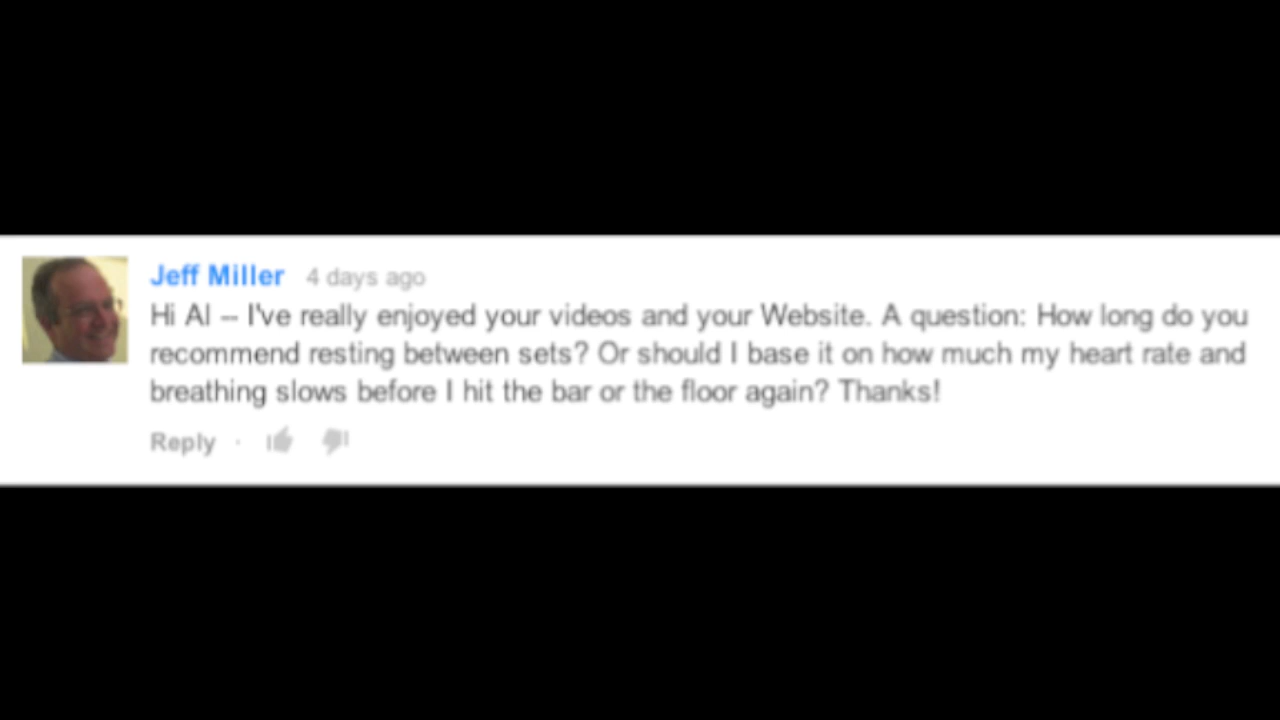 Jeff Miller 4 days ago
Hi Al -- I've really enjoyed your videos and your Website. A question: How long do you
recommend resting between sets? Or should I base it on how much my heart rate and
breathing slows before I hit the bar or the floor again? Thanks!
Reply ·